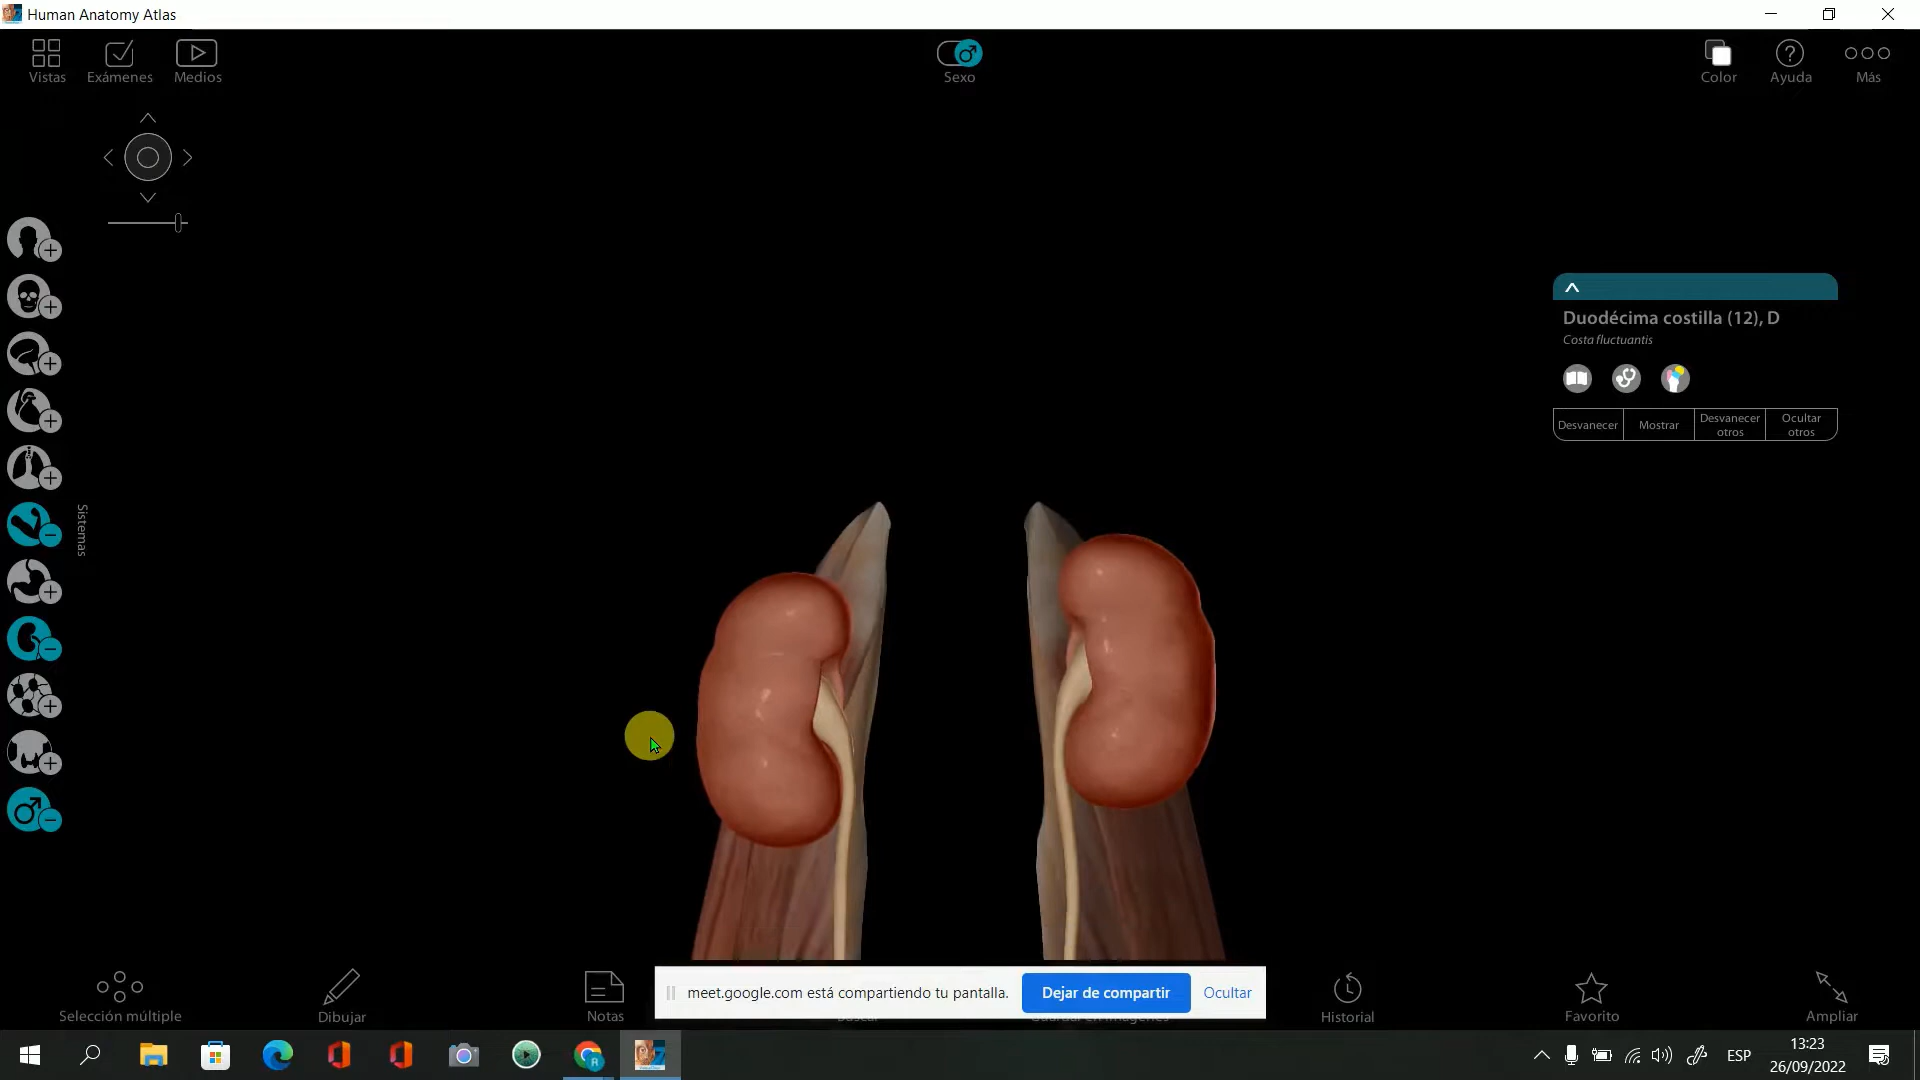 Human Anatomy Atlas
Vistas
Exámenes
Medios
Sexo
Color
Ayuda
Más
Sistemas
Duodécima costilla (12), D
Costa fluctuantis
Desvanecer
Mostrar
Desvanecer
otros
Ocultar
otros
Selección múltiple
Dibujar
Notas
meet.google.com está compartiendo tu pantalla.
Dejar de compartir
Ocultar
Historial
Favorito
Ampliar
R
7
ESP
13:23
26/09/2022